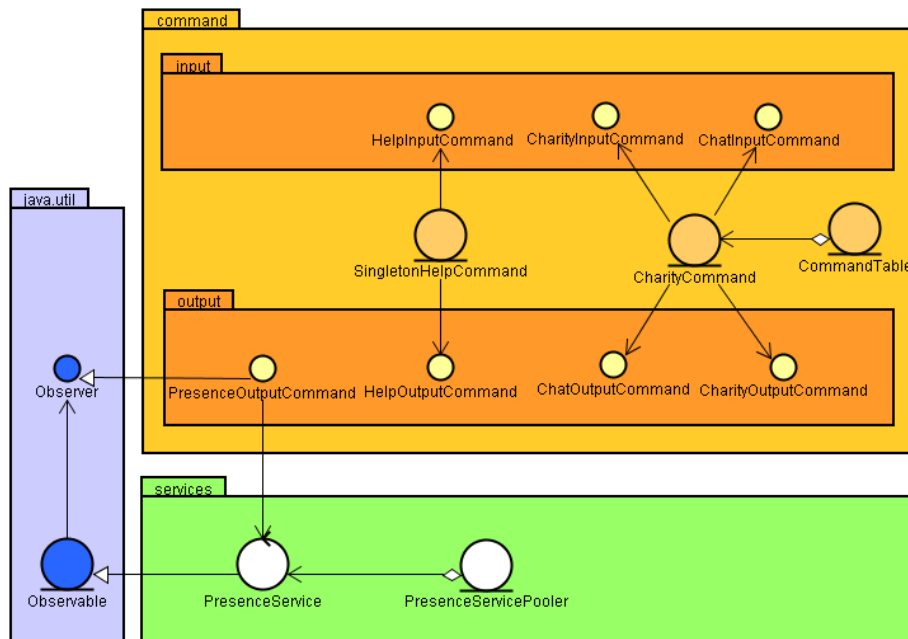 command
input
HelpInputCommand
CharityInputCommand
ChatInputCommand
java.util
SingletonHelpCommand
CharityCommand
CommandTable
output
Observer
PresenceOutputCommand
HelpOutputCommand
ChatOutputCommand
CharityOutputCommand
services
Observable
PresenceService
PresenceServicePooler